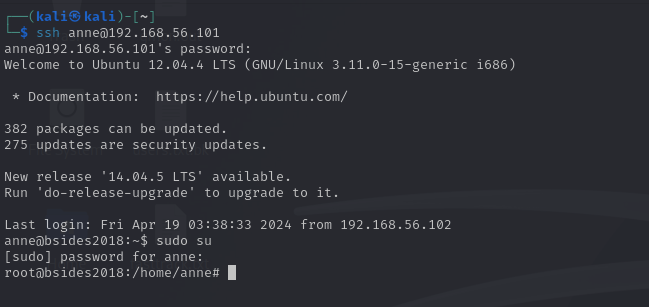 ┌──(kali㉿kali)-[~]
└─$ ssh anne@192.168.56.101
anne@192.168.56.101's password:
Welcome to Ubuntu 12.04.4 LTS (GNU/Linux 3.11.0-15-generic i686)
* Documentation:  https://help.ubuntu.com/
382 packages can be updated.
275 updates are security updates.
New release '14.04.5 LTS' available.
Run 'do-release-upgrade' to upgrade to it.
Last login: Fri Apr 19 03:38:33 2024 from 192.168.56.102
anne@bsides2018:~$ sudo su
[sudo] password for anne:
root@bsides2018:/home/anne#